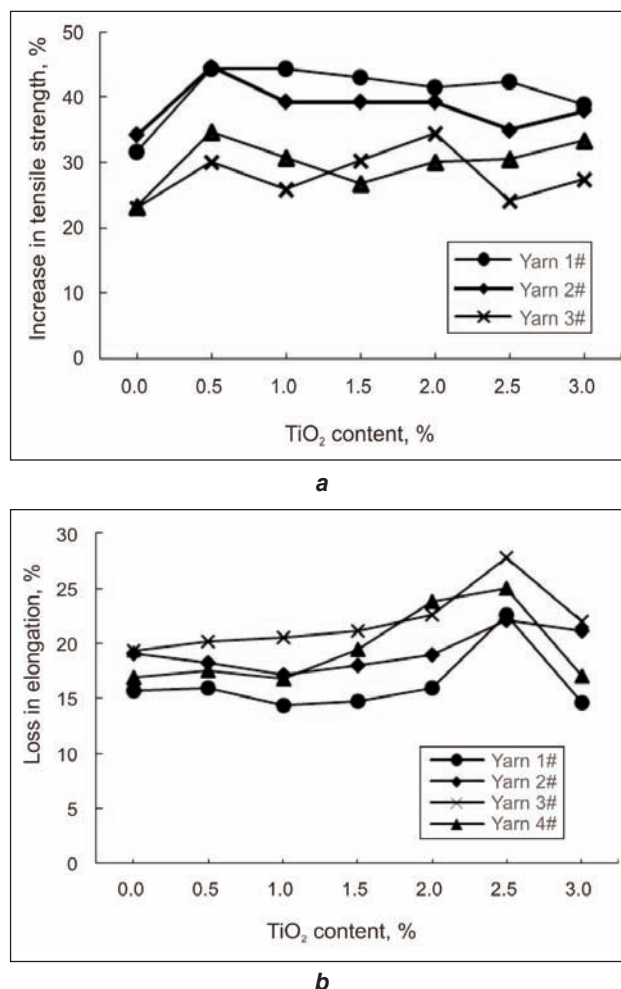 Increase in tensile strength, %
50
40
30
20
10
0
0.0 0.5 1.0 1.5 2.0 2.5 3.0
TiO₂ content, %
Yarn 1#
Yarn 2#
Yarn 3#
a
Loss in elongation, %
30
25
20
15
10
5
0
0.0 0.5 1.0 1.5 2.0 2.5 3.0
TiO₂ content, %
Yarn 1#
Yarn 2#
Yarn 3#
Yarn 4#
b